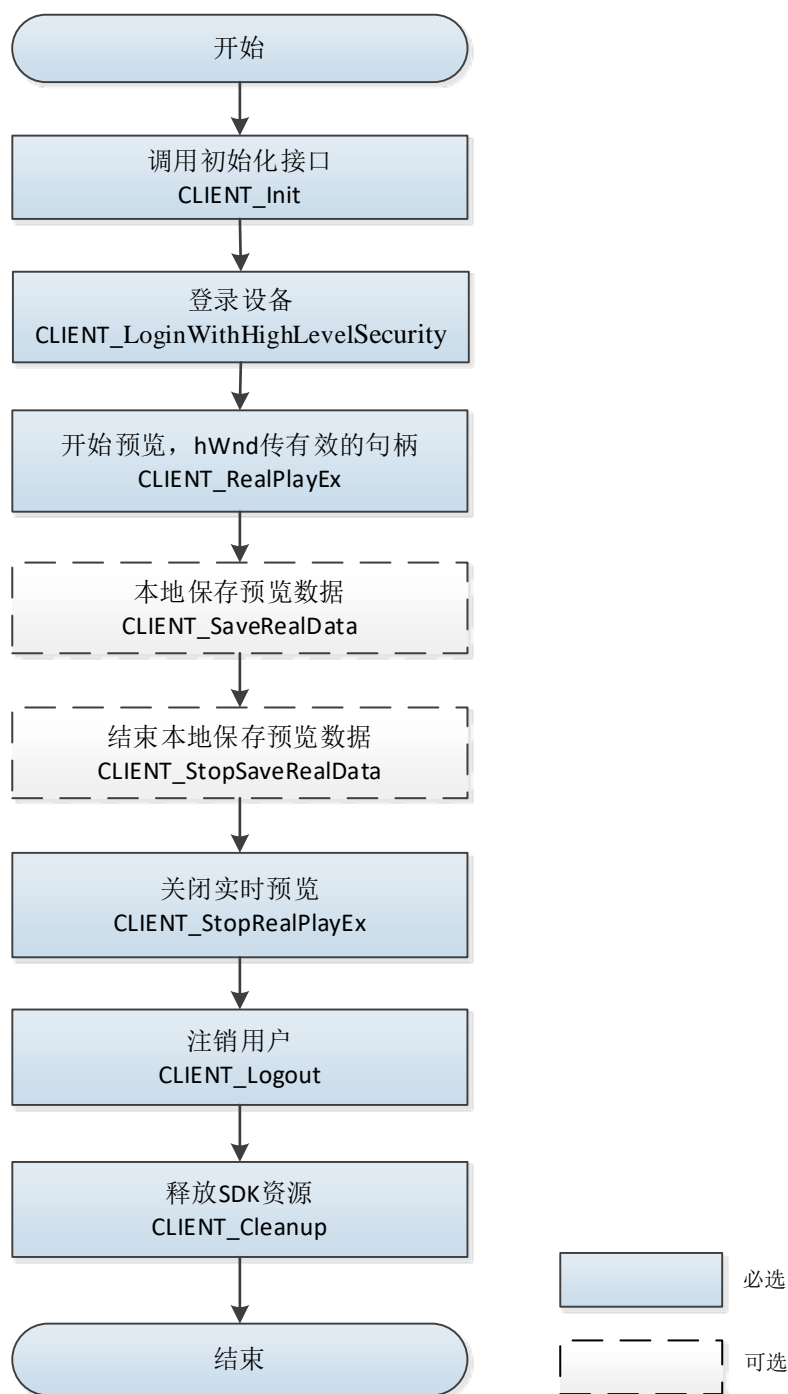 开始
调用初始化接口
CLIENT_Init
登录设备
CLIENT_LoginWithHighLevelSecurity
开始预览，hWnd传有效的句柄
CLIENT_RealPlayEx
本地保存预览数据
CLIENT_SaveRealData
结束本地保存预览数据
CLIENT_StopSaveRealData
关闭实时预览
CLIENT_StopRealPlayEx
注销用户
CLIENT_Logout
释放SDK资源
CLIENT_Cleanup
结束
必选
可选